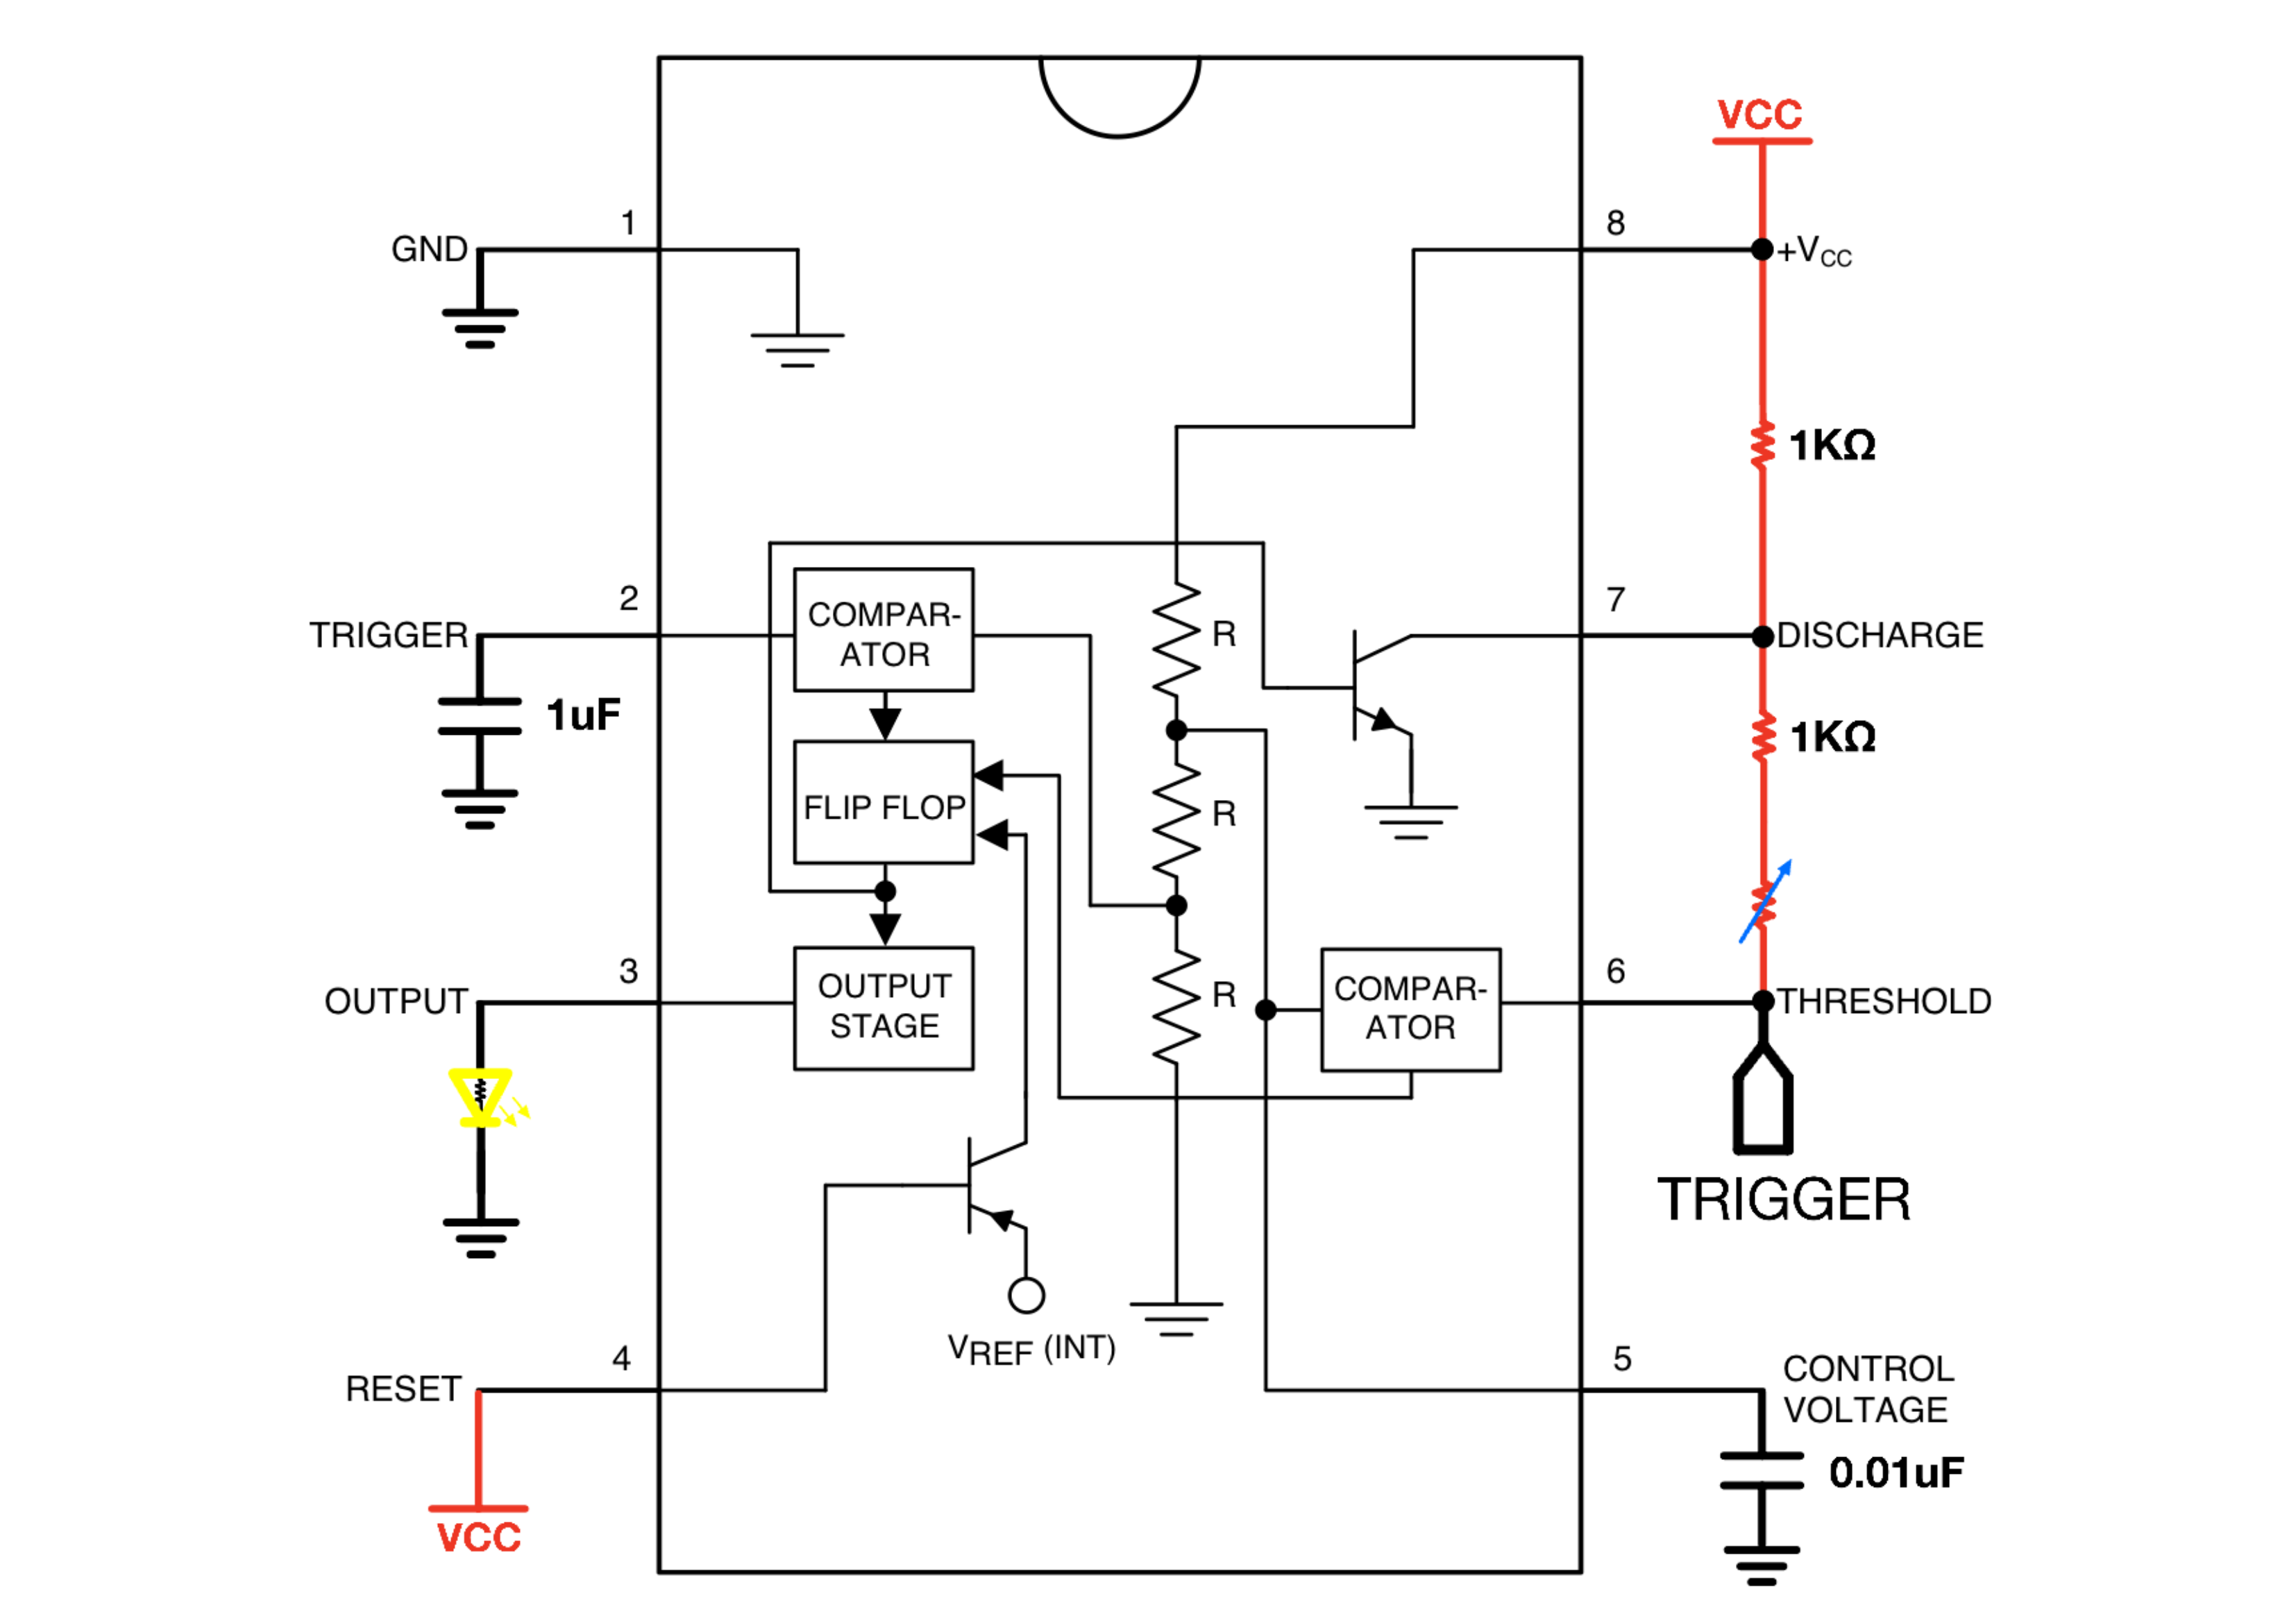 VCC
1
8
GND
+VCC
1KΩ
2
7
COMPAR-
ATOR
TRIGGER
R
DISCHARGE
1uF
1KΩ
FLIP FLOP
R
3
6
OUTPUT
OUTPUT
STAGE
R
COMPAR-
ATOR
THRESHOLD
TRIGGER
VREF (INT)
4
5
RESET
CONTROL
VOLTAGE
0.01uF
VCC